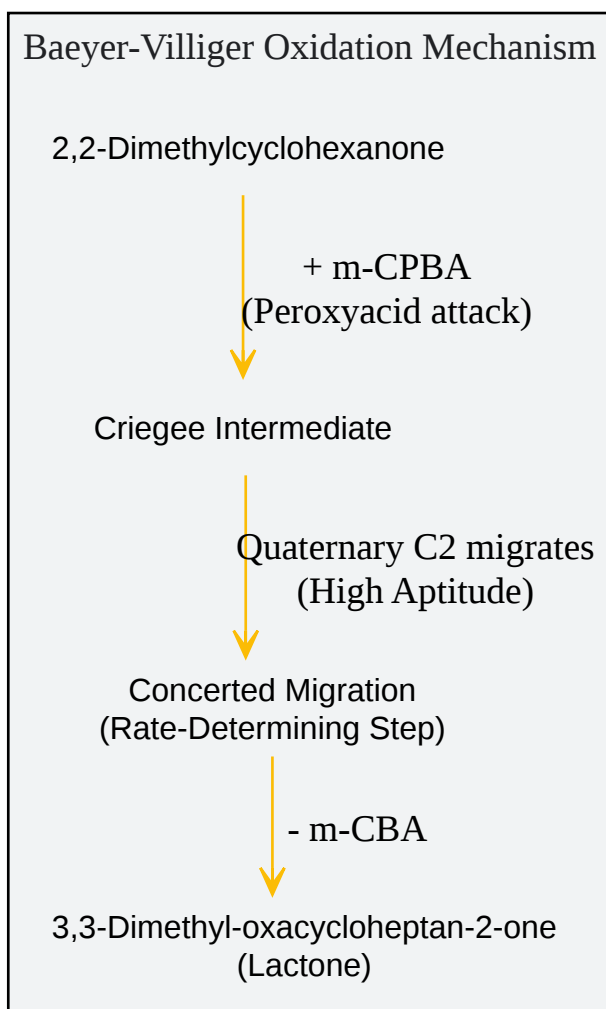 Baeyer-Villiger Oxidation Mechanism
2,2-Dimethylcyclohexanone
+ m-CPBA
(Peroxyacid attack)
Criegee Intermediate
Quaternary C2 migrates
(High Aptitude)
Concerted Migration
(Rate-Determining Step)
- m-CBA
3,3-Dimethyl-oxacycloheptan-2-one
(Lactone)